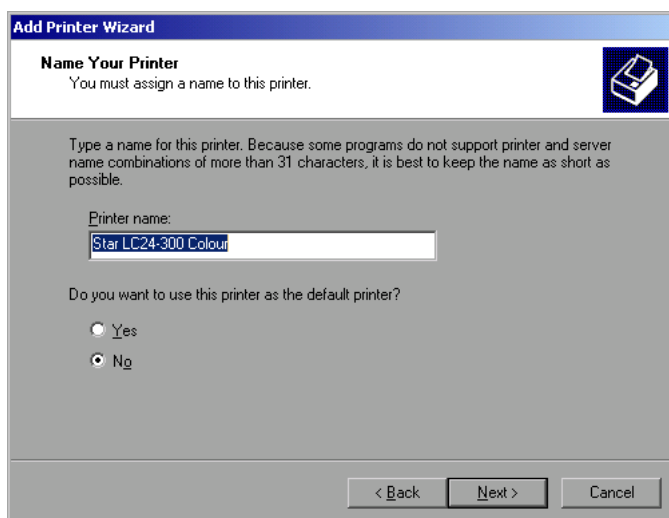 Add Printer Wizard
Name Your Printer
You must assign a name to this printer.
Type a name for this printer. Because some programs do not support printer and server
name combinations of more than 31 characters, it is best to keep the name as short as
possible.
Printer name:
Star LC24-300 Colour
Do you want to use this printer as the default printer?
Yes
No
< Back
Next >
Cancel